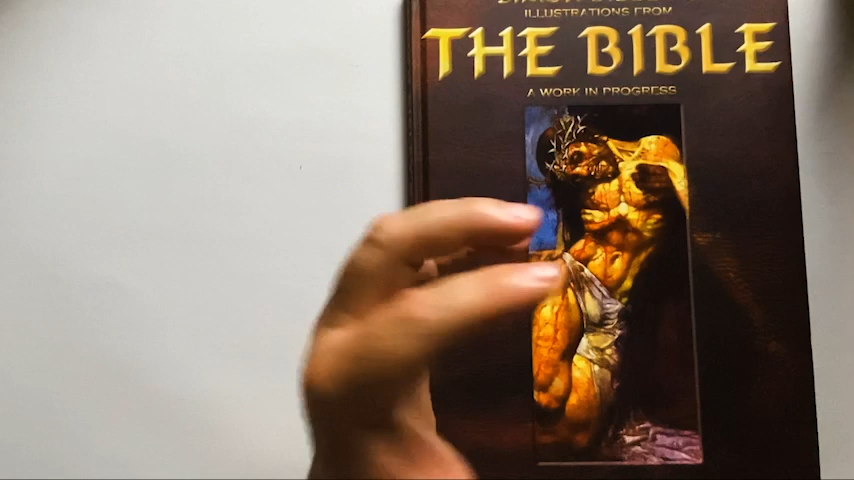 ILLUSTRATIONS FROM
THE BIBLE
A WORK IN PROGRESS